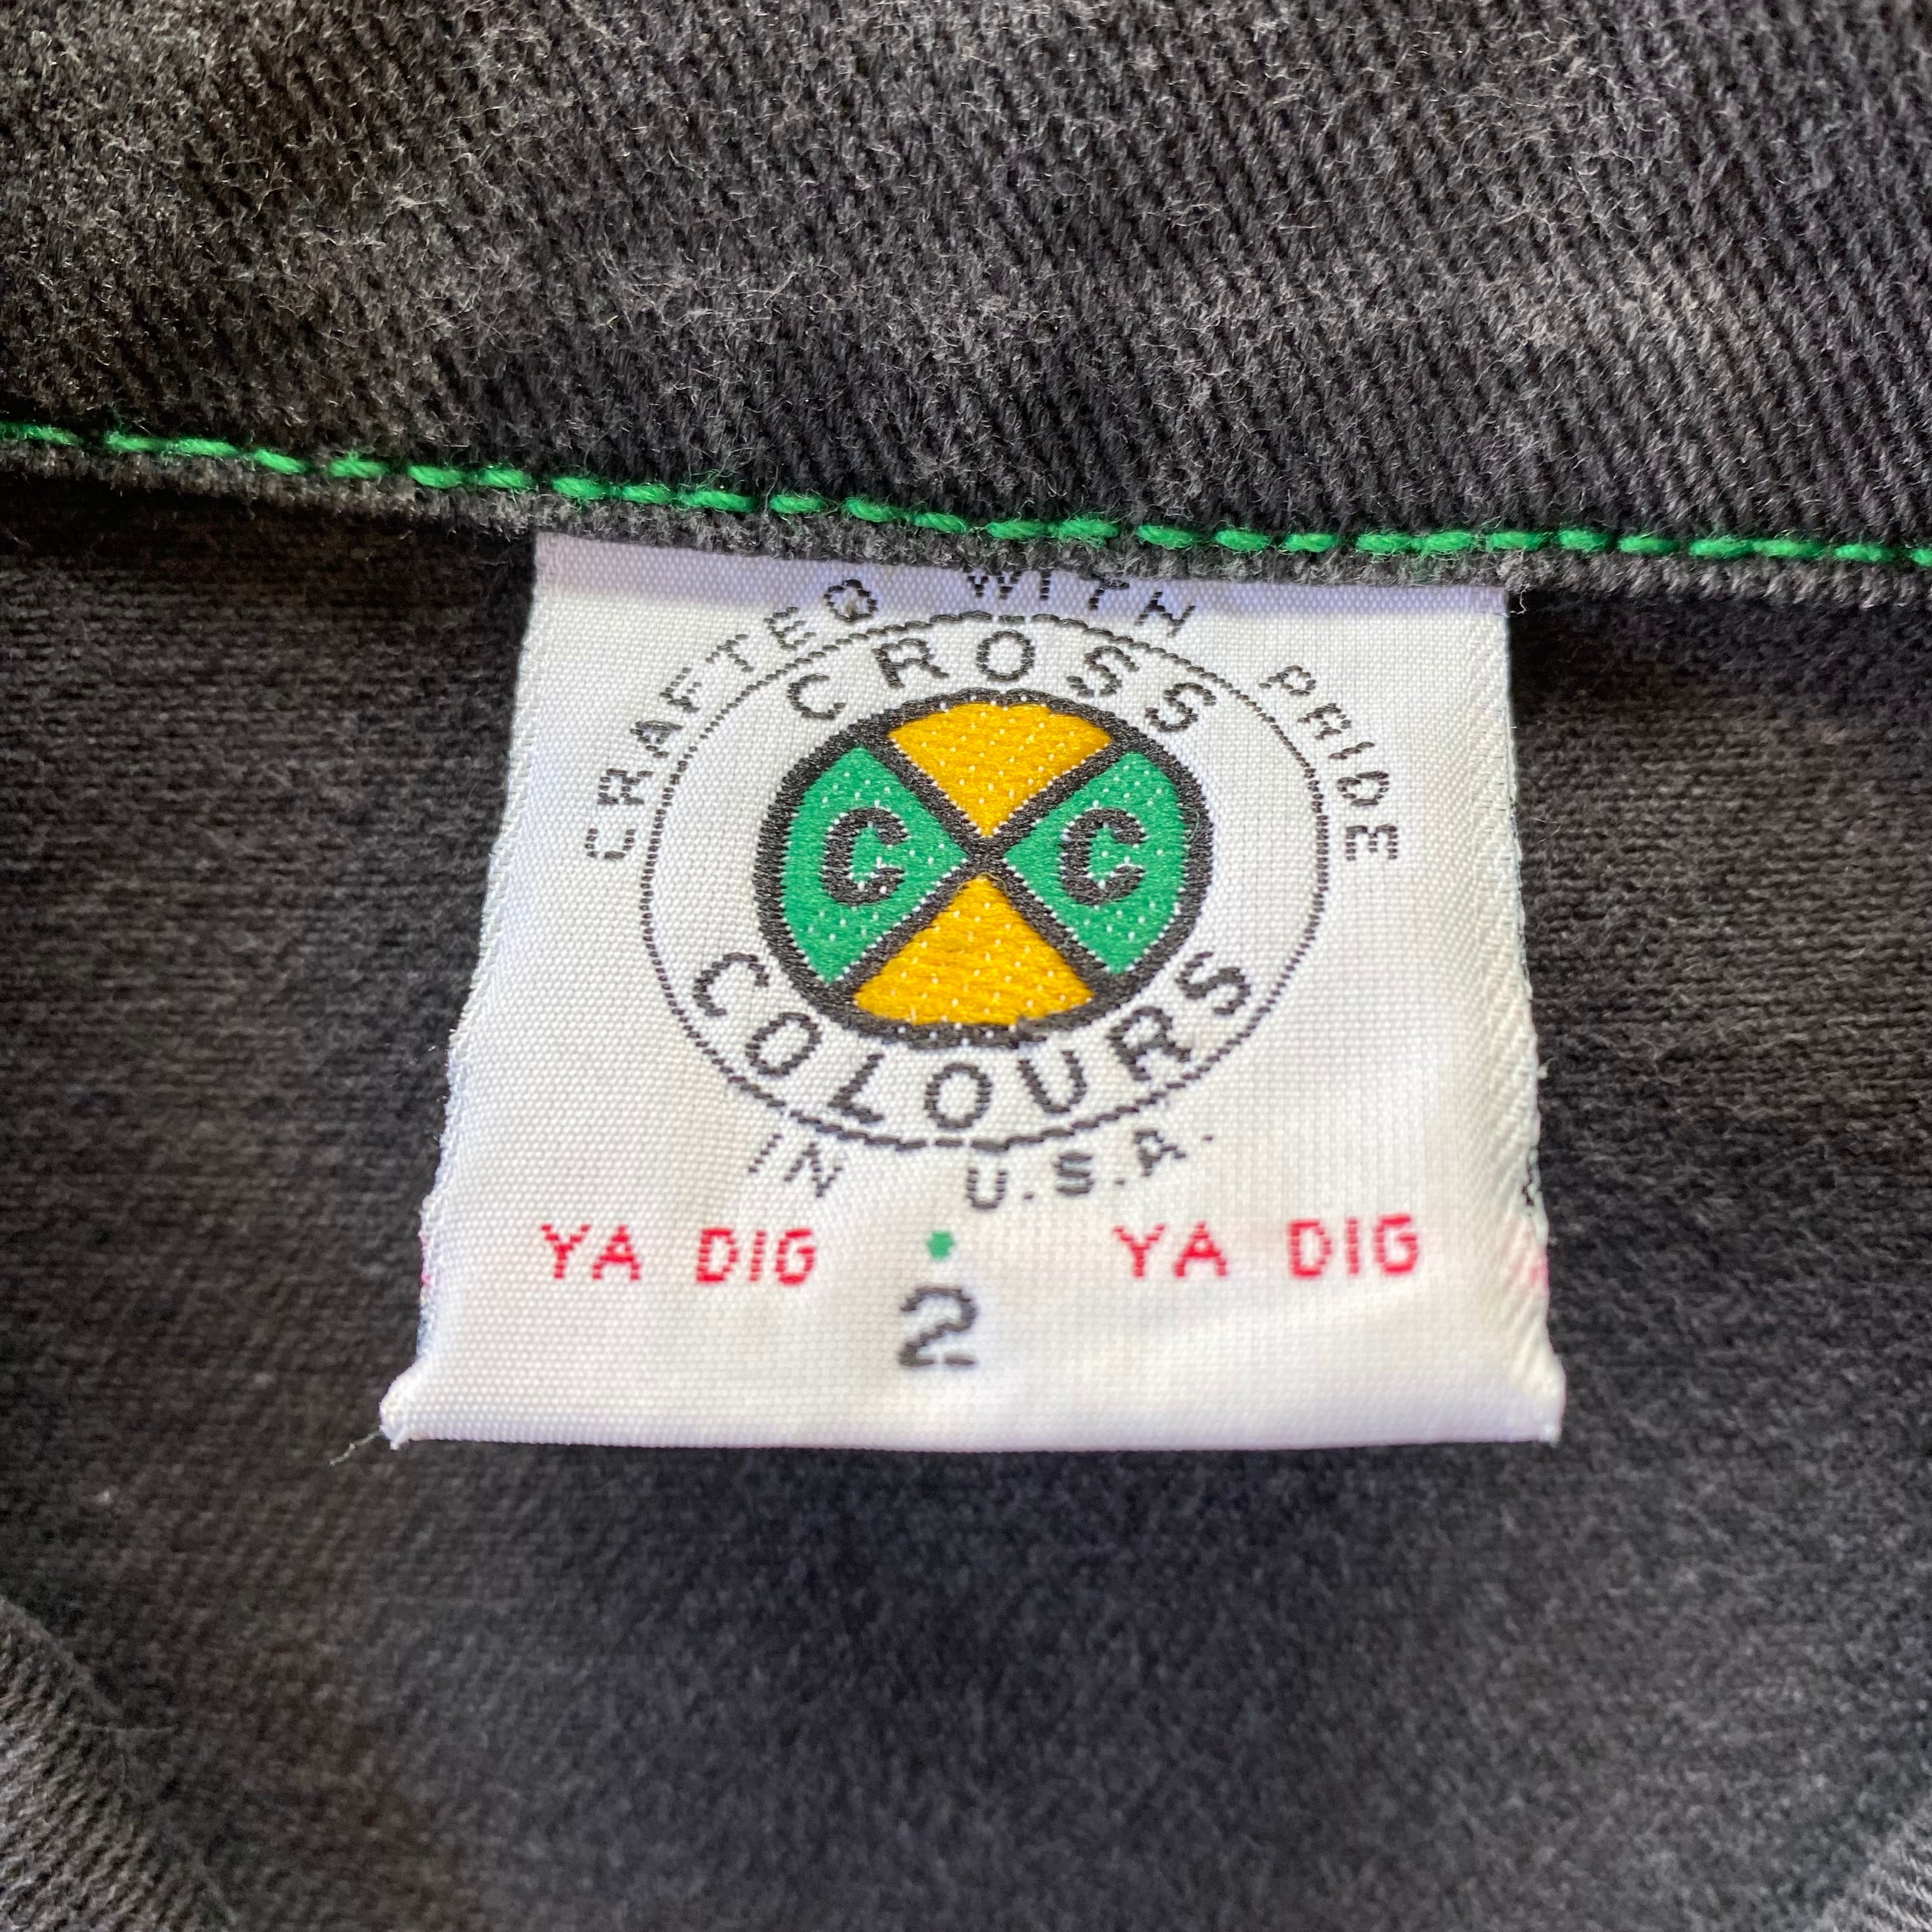 CRAFTED WITH PRIDE
CROSS
C C
COLOURS
IN U.S.A.
YA DIG • YA DIG
2